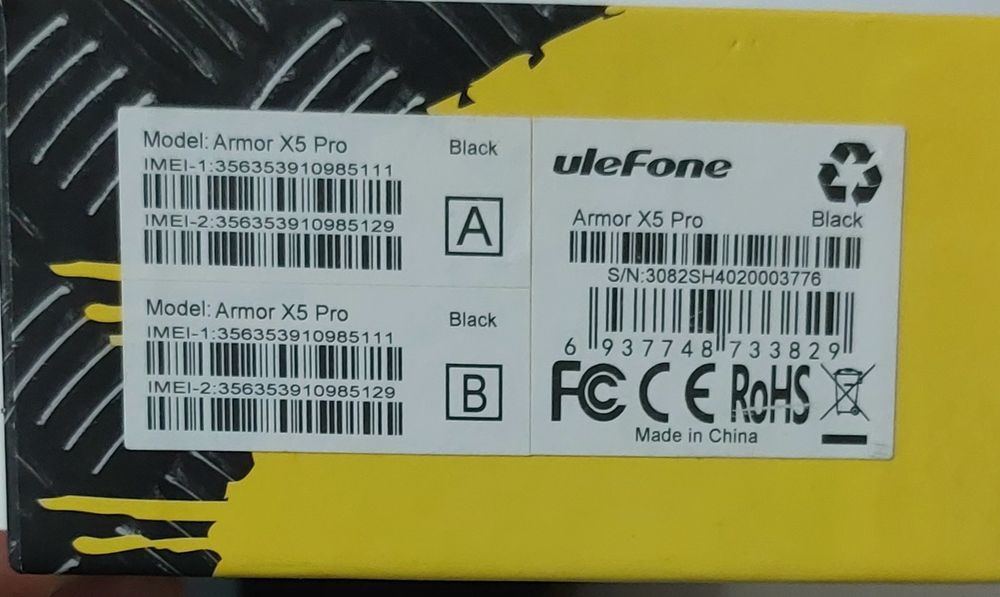 Model: Armor X5 Pro
Black
IMEI-1:356353910985111
IMEI-2:356353910985129
A
Model: Armor X5 Pro
Black
IMEI-1:356353910985111
IMEI-2:356353910985129
B
uleFone
Armor X5 Pro
Black
S/N:3082SH4020003776
6 937748 733829
FC CE RoHS
Made in China